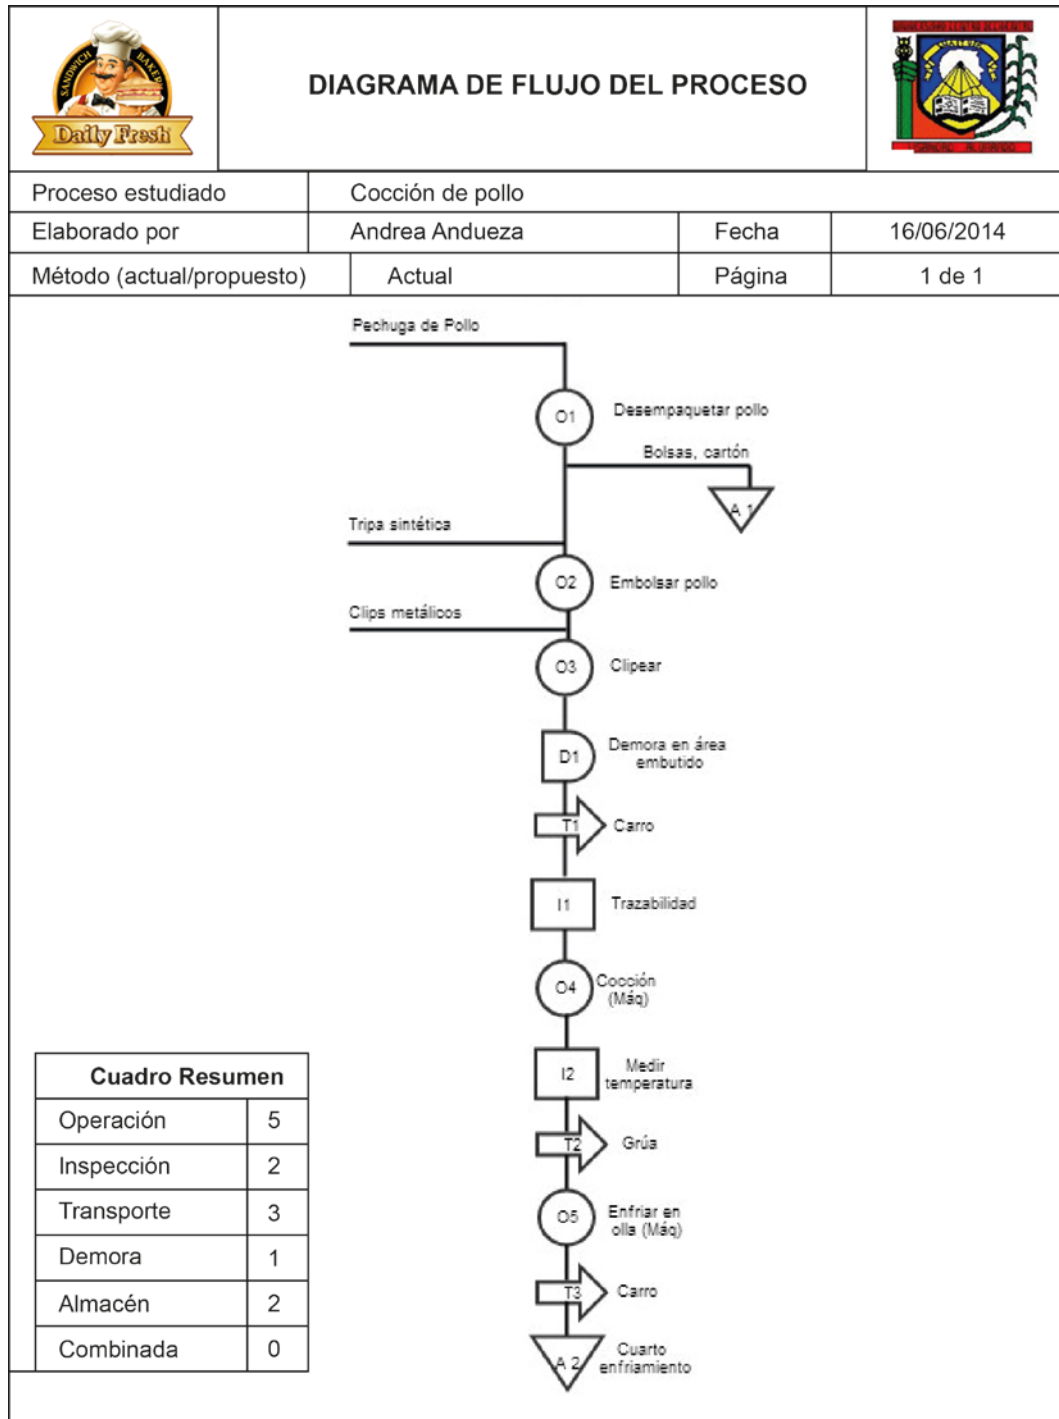 SANDWICH BAKERY
Daily Fresh
DIAGRAMA DE FLUJO DEL PROCESO
LISANDRO ALVARADO
Proceso estudiado
Cocción de pollo
Elaborado por
Andrea Andueza
Fecha
16/06/2014
Método (actual/propuesto)
Actual
Página
1 de 1
Pechuga de Pollo
O1
Desempaquetar pollo
Bolsas, cartón
A 1
Tripa sintética
O2
Embolsar pollo
Clips metálicos
O3
Clipear
D1
Demora en área
embutido
T1
Carro
I1
Trazabilidad
O4
Cocción
(Máq)
I2
Medir
temperatura
T2
Grúa
O5
Enfriar en
olla (Máq)
T3
Carro
A 2
Cuarto
enfriamiento
Cuadro Resumen
Operación
5
Inspección
2
Transporte
3
Demora
1
Almacén
2
Combinada
0